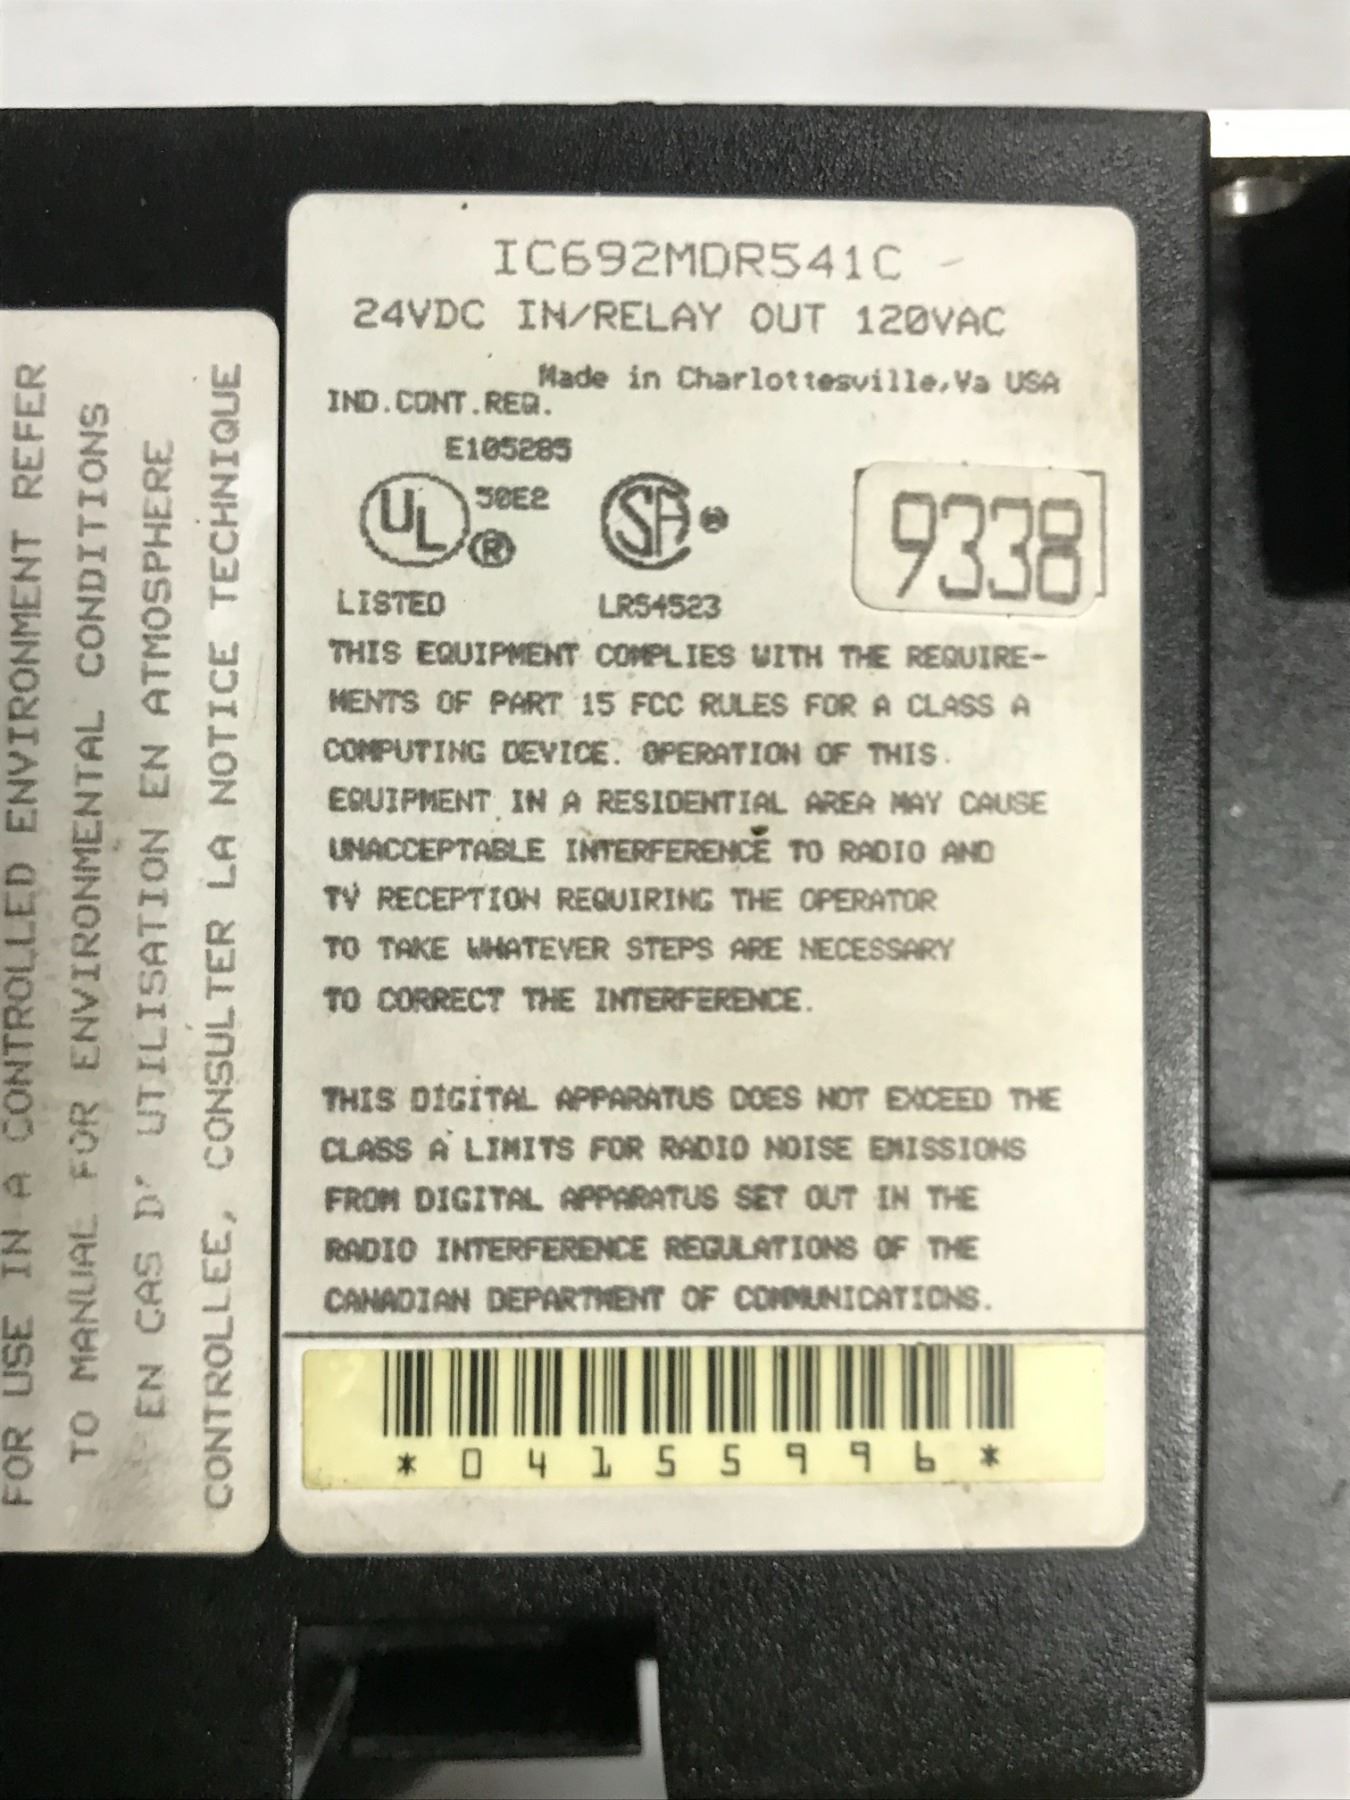 FOR USE IN A CONTROLLED ENVIRONMENT REFER
TO MANUAL FOR ENVIRONMENTAL CONDITIONS
EN CAS D' UTILISATION EN ATMOSPHERE
CONTROLLEE, CONSULTER LA NOTICE TECHNIQUE
IC692MDR541C
24VDC IN/RELAY OUT 120VAC
Made in Charlottesville,Va USA
IND.CONT.REQ.
E105285
UL 50E2 ® SA
9338
LISTED LR54523
THIS EQUIPMENT COMPLIES WITH THE REQUIRE-
MENTS OF PART 15 FCC RULES FOR A CLASS A
COMPUTING DEVICE. OPERATION OF THIS
EQUIPMENT IN A RESIDENTIAL AREA MAY CAUSE
UNACCEPTABLE INTERFERENCE TO RADIO AND
TV RECEPTION REQUIRING THE OPERATOR
TO TAKE WHATEVER STEPS ARE NECESSARY
TO CORRECT THE INTERFERENCE.
THIS DIGITAL APPARATUS DOES NOT EXCEED THE
CLASS A LIMITS FOR RADIO NOISE EMISSIONS
FROM DIGITAL APPARATUS SET OUT IN THE
RADIO INTERFERENCE REGULATIONS OF THE
CANADIAN DEPARTMENT OF COMMUNICATIONS.
*04155996*